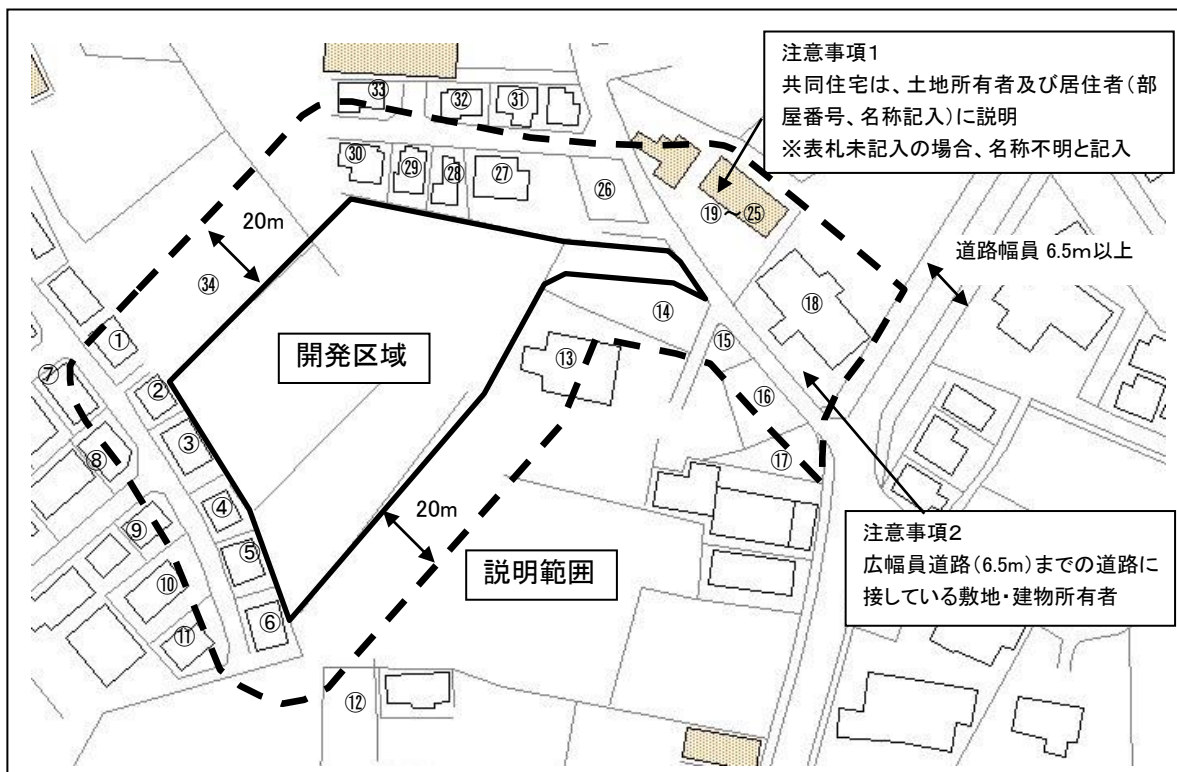 注意事項1
共同住宅は、土地所有者及び居住者(部
屋番号、名称記入)に説明
※表札未記入の場合、名称不明と記入
㉝
㉜
㉛
㉚
㉙
㉘
㉗
㉖
⑲～㉕
20m
道路幅員 6.5m以上
㉞
⑱
⑭
⑮
①
開発区域
⑬
⑦
②
⑯
③
⑧
⑰
④
20m
⑨
⑤
説明範囲
注意事項2
広幅員道路(6.5m)までの道路に
接している敷地・建物所有者
⑩
⑥
⑪
⑫